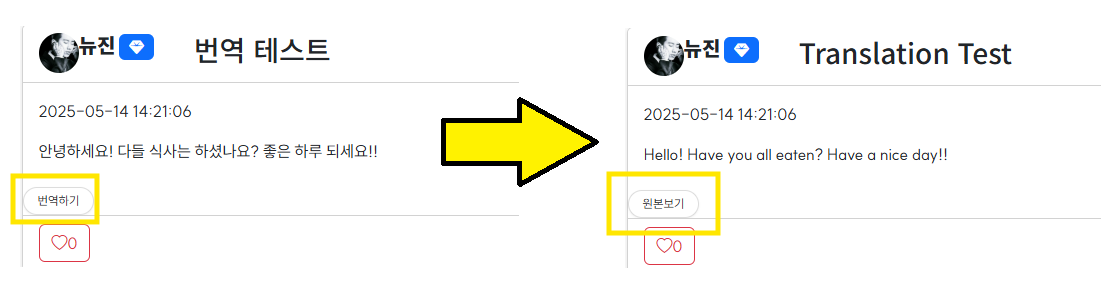 뉴진 번역 테스트
2025-05-14 14:21:06
안녕하세요! 다들 식사는 하셨나요? 좋은 하루 되세요!!
번역하기
0
뉴진 Translation Test
2025-05-14 14:21:06
Hello! Have you all eaten? Have a nice day!!
원본보기
0